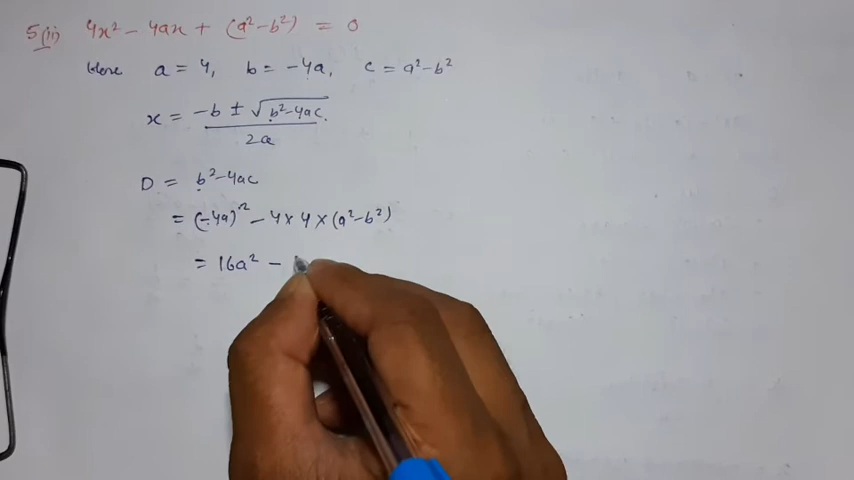 5(ii) 4x² - 4ax + (a² - b²) = 0
Here a = 4, b = -4a, c = a² - b²
x = -b ± √b² - 4ac / 2a
D = b² - 4ac
= (-4a)² - 4 × 4 × (a² - b²)
= 16a² -